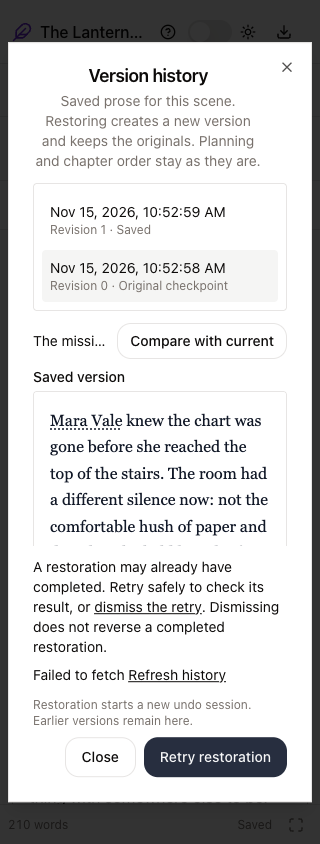 The Lantern...
Version history
Saved prose for this scene.
Restoring creates a new version
and keeps the originals. Planning
and chapter order stay as they are.
Nov 15, 2026, 10:52:59 AM
Revision 1 · Saved
Nov 15, 2026, 10:52:58 AM
Revision 0 · Original checkpoint
The missi...
Compare with current
Saved version
Mara Vale knew the chart was
gone before she reached the
top of the stairs. The room had
a different silence now: not the
comfortable hush of paper and
A restoration may already have
completed. Retry safely to check its
result, or dismiss the retry. Dismissing
does not reverse a completed
restoration.
Failed to fetch Refresh history
Restoration starts a new undo session.
Earlier versions remain here.
Close
Retry restoration
210 words
Saved